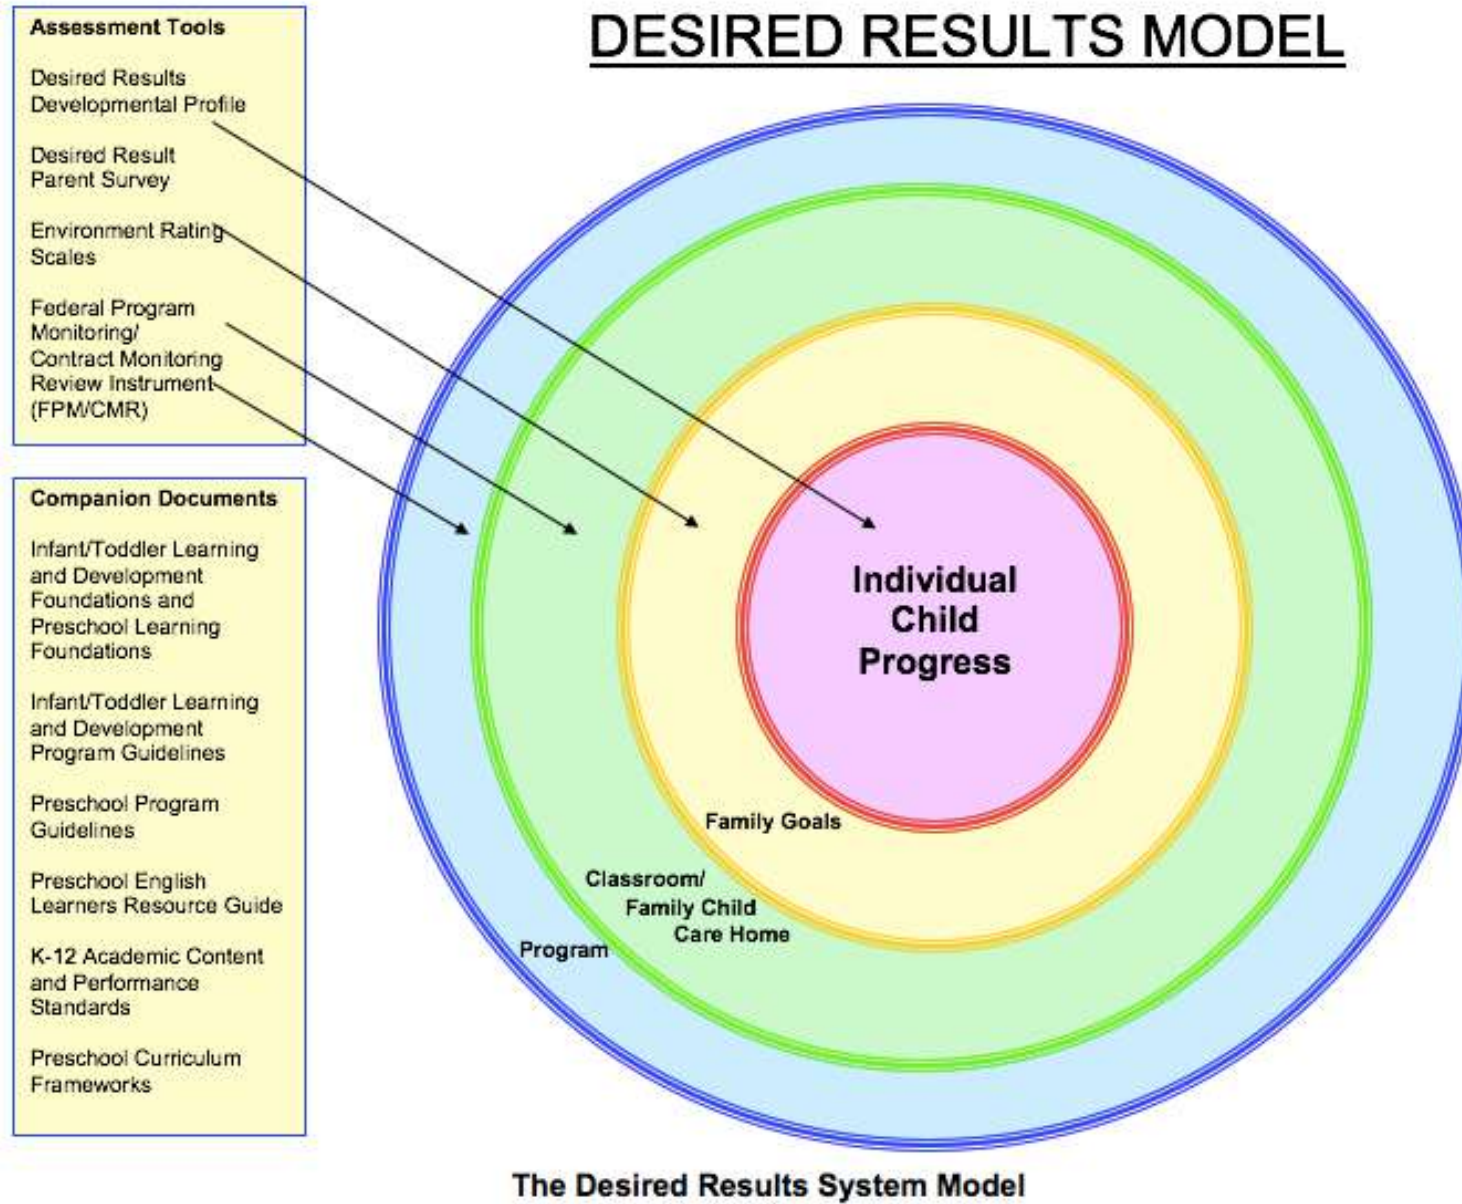 DESIRED RESULTS MODEL
Assessment Tools
Desired Results
Developmental Profile
Desired Result
Parent Survey
Environment Rating
Scales
Federal Program
Monitoring/
Contract Monitoring
Review Instrument
(FPM/CMR)
Companion Documents
Infant/Toddler Learning
and Development
Foundations and
Preschool Learning
Foundations
Infant/Toddler Learning
and Development
Program Guidelines
Preschool Program
Guidelines
Preschool English
Learners Resource Guide
K-12 Academic Content
and Performance
Standards
Preschool Curriculum
Frameworks
Individual
Child
Progress
Family Goals
Classroom/
Family Child
Care Home
Program
The Desired Results System Model